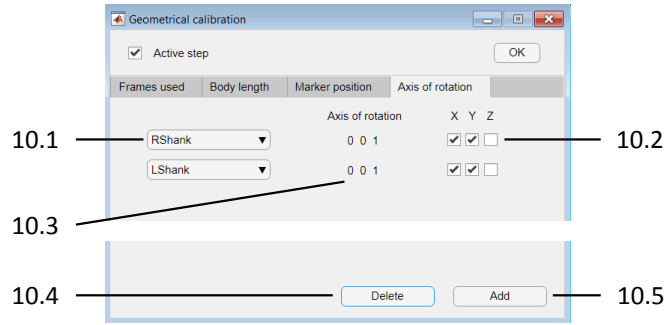 Geometrical calibration
Active step OK
Frames used Body length Marker position Axis of rotation
Axis of rotation X Y Z
10.1 RShank 0 0 1 10.2
LShank 0 0 1
10.3
10.4 Delete Add 10.5